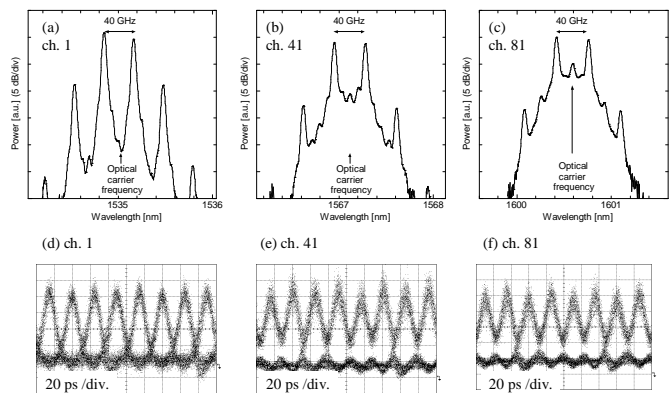 (a)
ch. 1
40 GHz
Power [a.u.] (5 dB/div)
Optical
carrier
frequency
1535
1536
Wavelength [nm]
(b)
ch. 41
40 GHz
Power [a.u.] (5 dB/div)
Optical
carrier
frequency
1567
1568
Wavelength [nm]
(c)
ch. 81
40 GHz
Power [a.u.] (5 dB/div)
Optical
carrier
frequency
1600
1601
Wavelength [nm]
(d) ch. 1
20 ps /div.
(e) ch. 41
20 ps /div.
(f) ch. 81
20 ps /div.